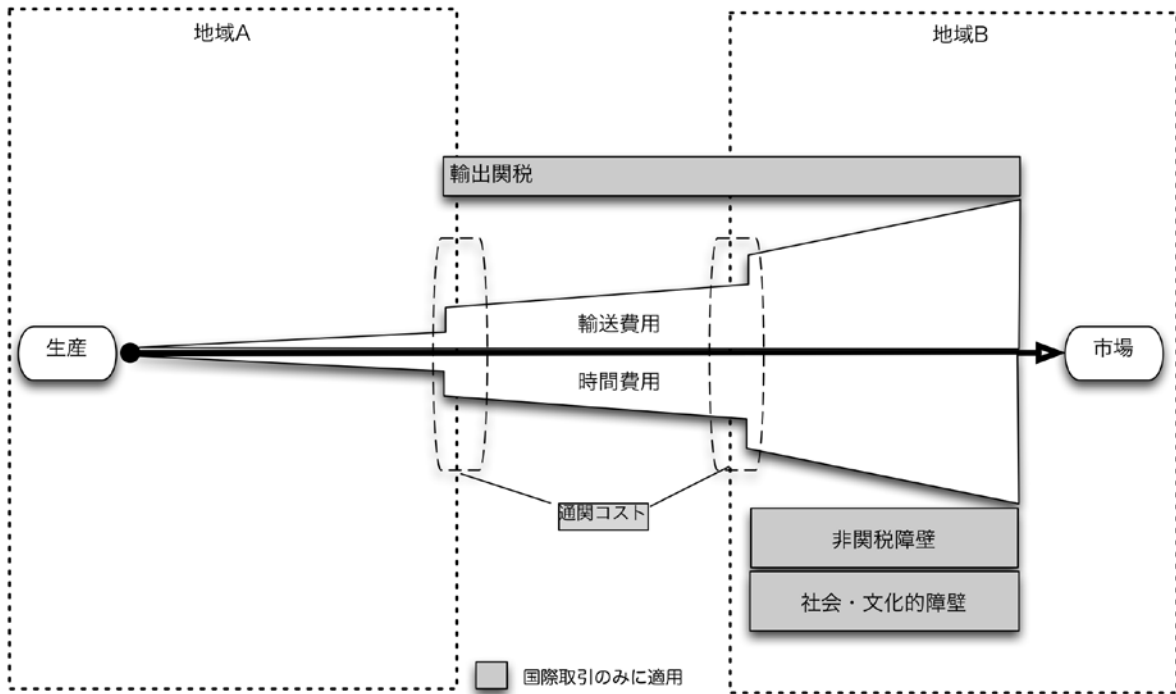 地域A
地域B
輸出関税
輸送費用
生産
市場
時間費用
通関コスト
非関税障壁
社会・文化的障壁
国際取引のみに適用